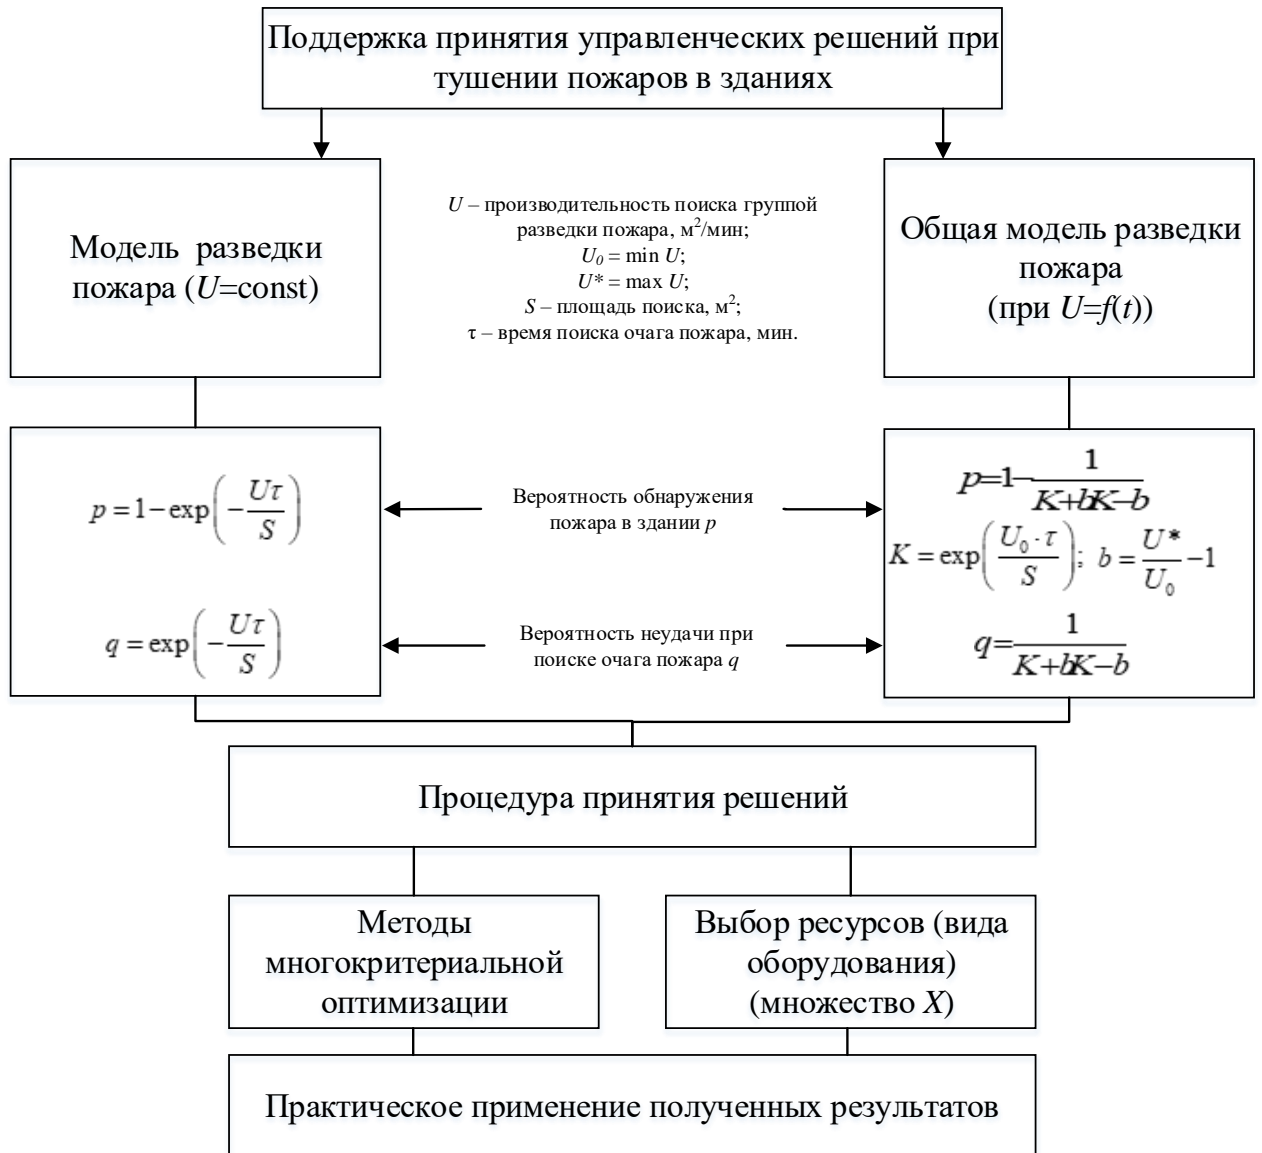 Поддержка принятия управленческих решений при
тушении пожаров в зданиях
Модель разведки
пожара (U=const)
U – производительность поиска группой
разведки пожара, м²/мин;
U₀ = min U;
U* = max U;
S – площадь поиска, м²;
τ – время поиска очага пожара, мин.
Общая модель разведки
пожара
(при U=f(t))
p = 1 − exp(−Uτ/S)
q = exp(−Uτ/S)
Вероятность обнаружения
пожара в здании p
Вероятность неудачи при
поиске очага пожара q
p=1−1/(K+bK−b)
K = exp(U₀·τ/S); b = U*/U₀ −1
q=1/(K+bK−b)
Процедура принятия решений
Методы
многокритериальной
оптимизации
Выбор ресурсов (вида
оборудования)
(множество X)
Практическое применение полученных результатов